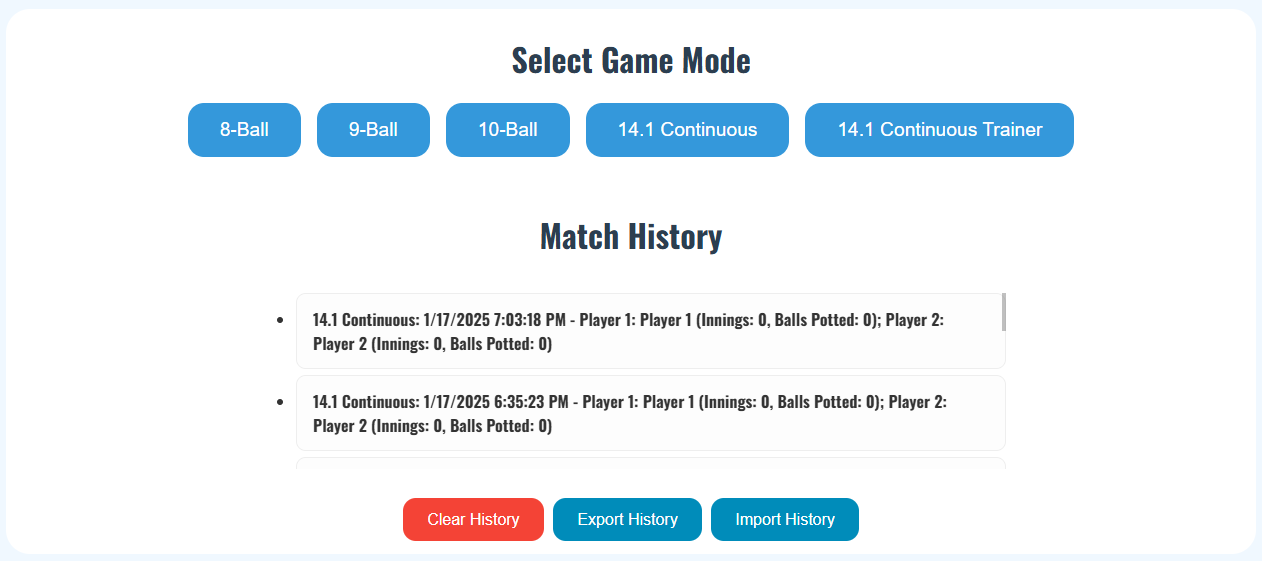 Select Game Mode
8-Ball
9-Ball
10-Ball
14.1 Continuous
14.1 Continuous Trainer
Match History
14.1 Continuous: 1/17/2025 7:03:18 PM - Player 1: Player 1 (Innings: 0, Balls Potted: 0); Player 2:
Player 2 (Innings: 0, Balls Potted: 0)
14.1 Continuous: 1/17/2025 6:35:23 PM - Player 1: Player 1 (Innings: 0, Balls Potted: 0); Player 2:
Player 2 (Innings: 0, Balls Potted: 0)
Clear History
Export History
Import History